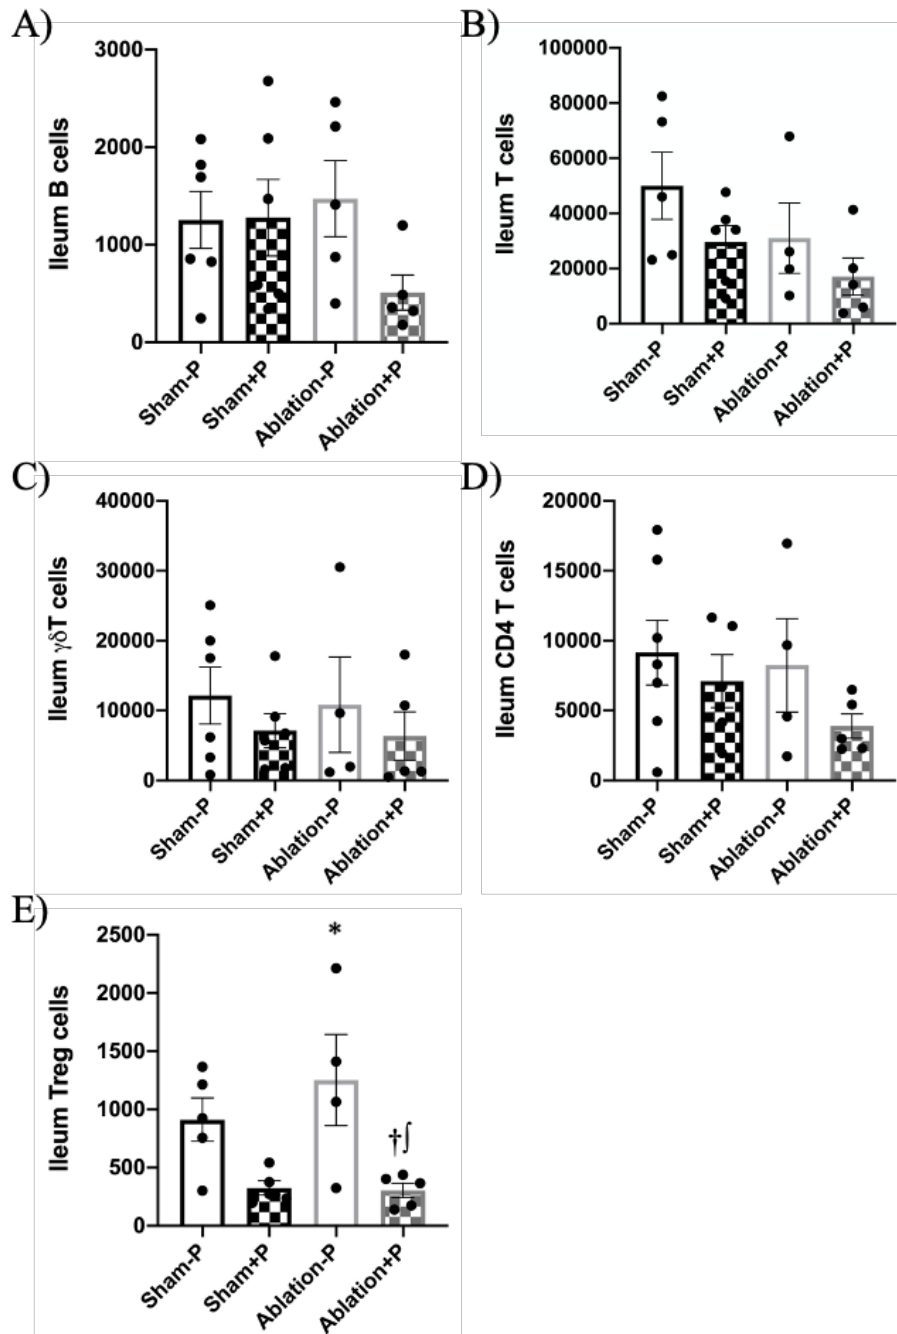 A)
Ileum B cells
3000
2000
1000
0
Sham-P
Sham+P
Ablation-P
Ablation+P
B)
Ileum T cells
100000
80000
60000
40000
20000
0
Sham-P
Sham+P
Ablation-P
Ablation+P
C)
Ileum γδT cells
40000
30000
20000
10000
0
Sham-P
Sham+P
Ablation-P
Ablation+P
D)
Ileum CD4 T cells
20000
15000
10000
5000
0
Sham-P
Sham+P
Ablation-P
Ablation+P
E)
Ileum Treg cells
2500
2000
1500
1000
500
0
*
†∫
Sham-P
Sham+P
Ablation-P
Ablation+P